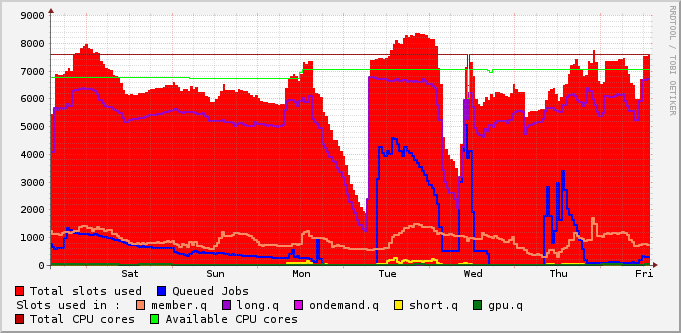 9000
8000
7000
6000
5000
4000
3000
2000
1000
0
Sat Sun Mon Tue Wed Thu Fri
RRDTOOL / TOBI OETIKER
Total slots used Queued Jobs
Slots used in : member.q long.q ondemand.q short.q gpu.q
Total CPU cores Available CPU cores